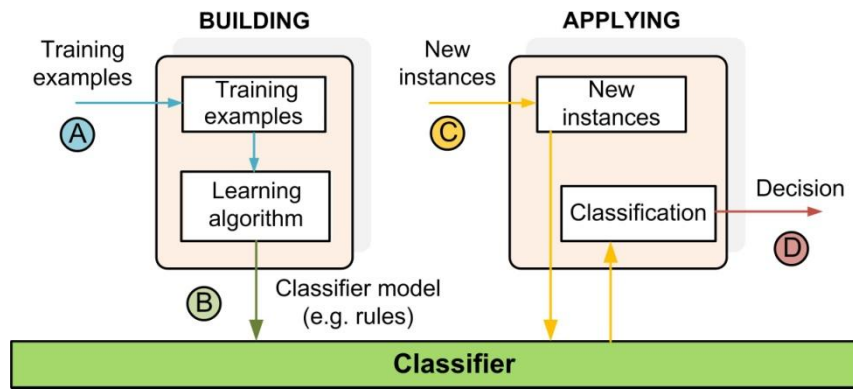 BUILDING
Training
examples
Training
examples
A
Learning
algorithm
B
Classifier model
(e.g. rules)
APPLYING
New
instances
New
instances
C
Classification
Decision
D
Classifier